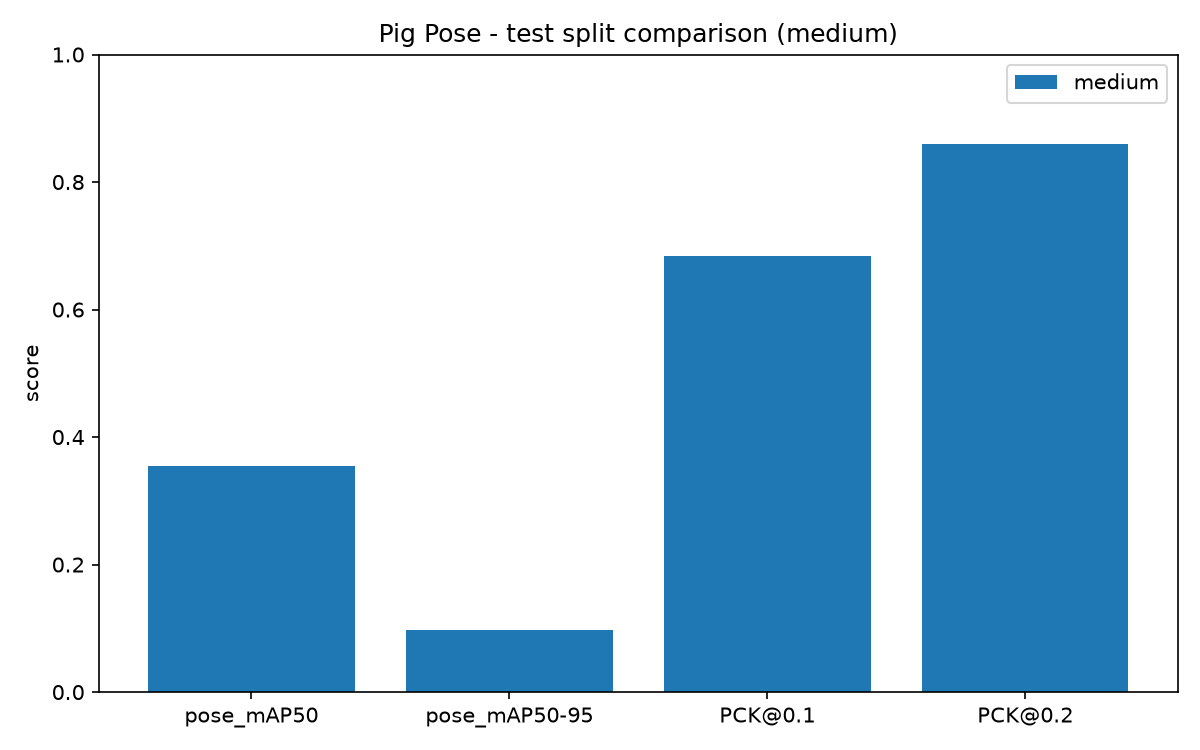 Pig Pose - test split comparison (medium)
medium
score
1.0
0.8
0.6
0.4
0.2
0.0
pose_mAP50
pose_mAP50-95
PCK@0.1
PCK@0.2